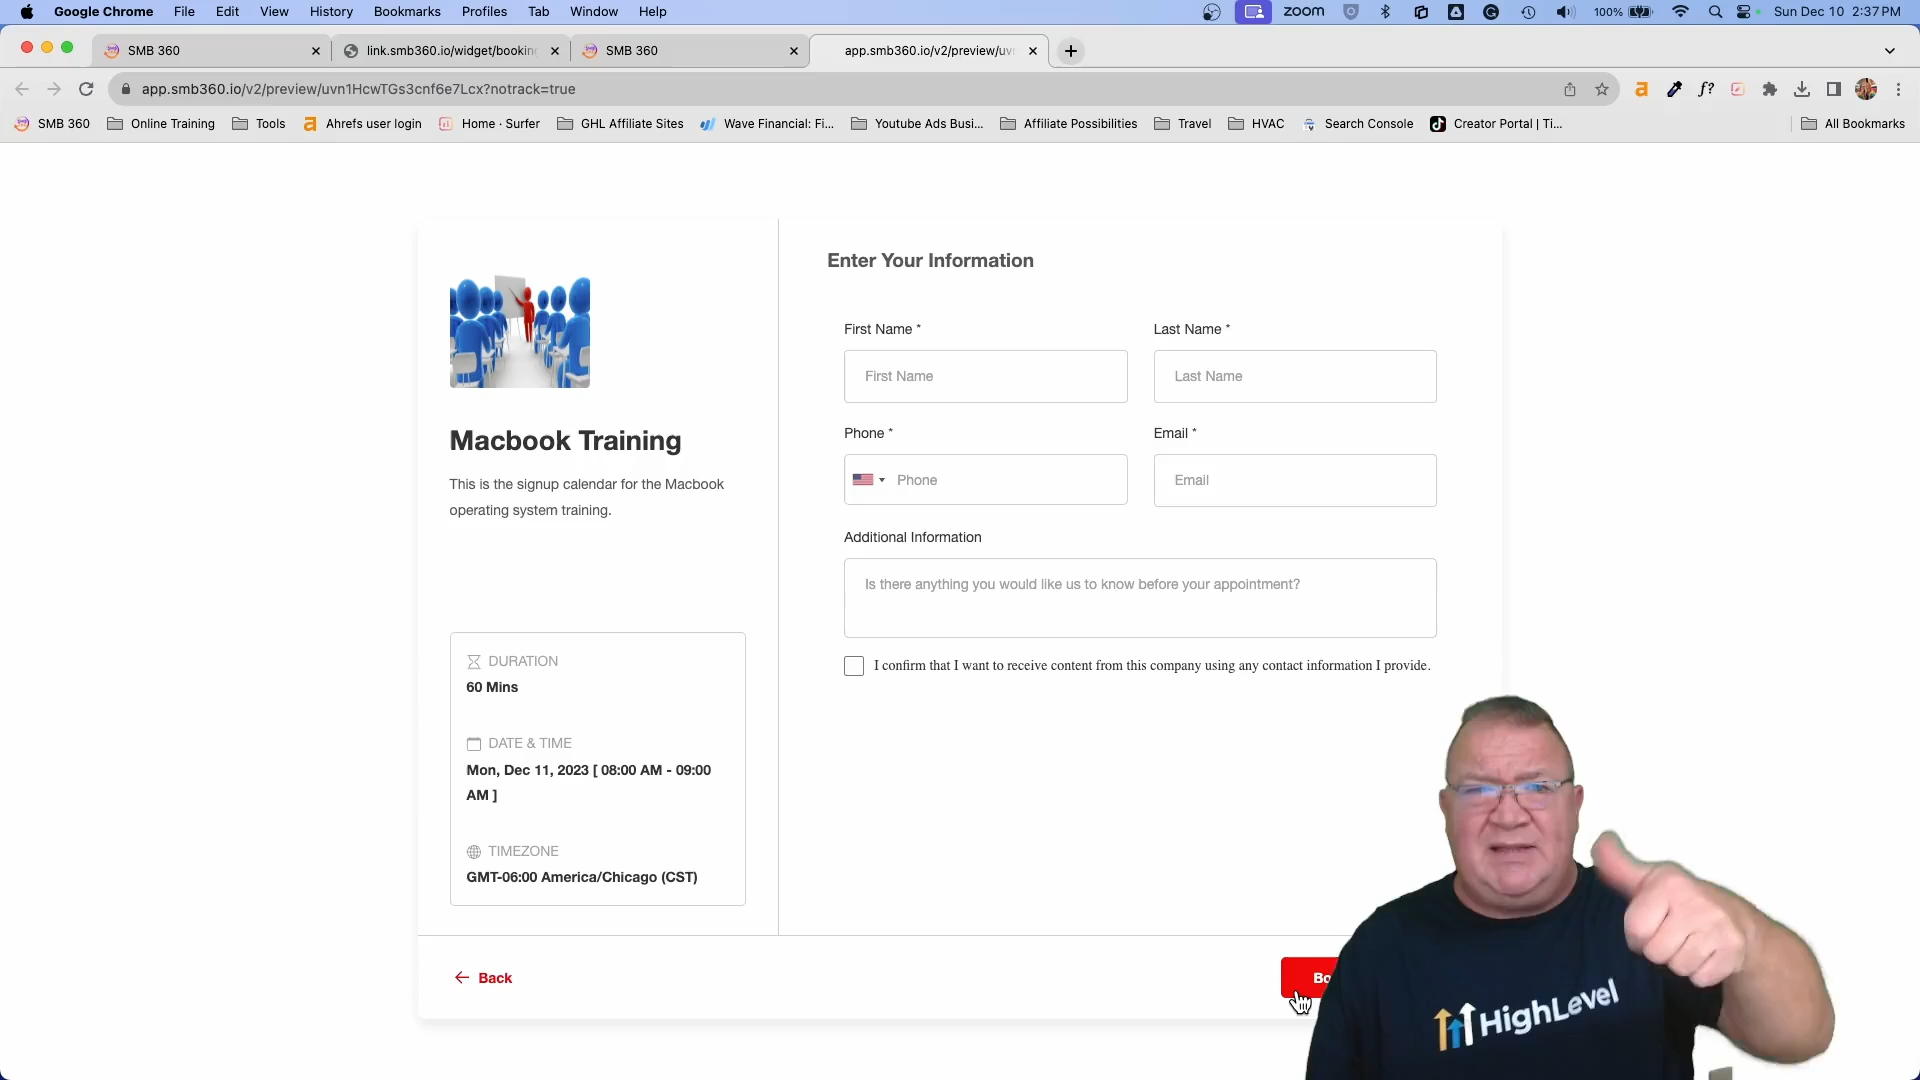 Google Chrome File Edit View History Bookmarks Profiles Tab Window Help zoom 100% Sun Dec 10 2:37 PM
SMB 360 link.smb360.io/widget/bookin SMB 360 app.smb360.io/v2/preview/uv
app.smb360.io/v2/preview/uvn1HcwTGs3cnf6e7Lcx?notrack=true
SMB 360 Online Training Tools Ahrefs user login Home · Surfer GHL Affiliate Sites Wave Financial: Fi... Youtube Ads Busi... Affiliate Possibilities Travel HVAC Search Console Creator Portal | Ti... All Bookmarks
Macbook Training
This is the signup calendar for the Macbook
operating system training.
DURATION
60 Mins
DATE & TIME
Mon, Dec 11, 2023 [ 08:00 AM - 09:00
AM ]
TIMEZONE
GMT-06:00 America/Chicago (CST)
Enter Your Information
First Name * Last Name *
First Name Last Name
Phone * Email *
Phone Email
Additional Information
Is there anything you would like us to know before your appointment?
I confirm that I want to receive content from this company using any contact information I provide.
Back
Bo
HighLevel